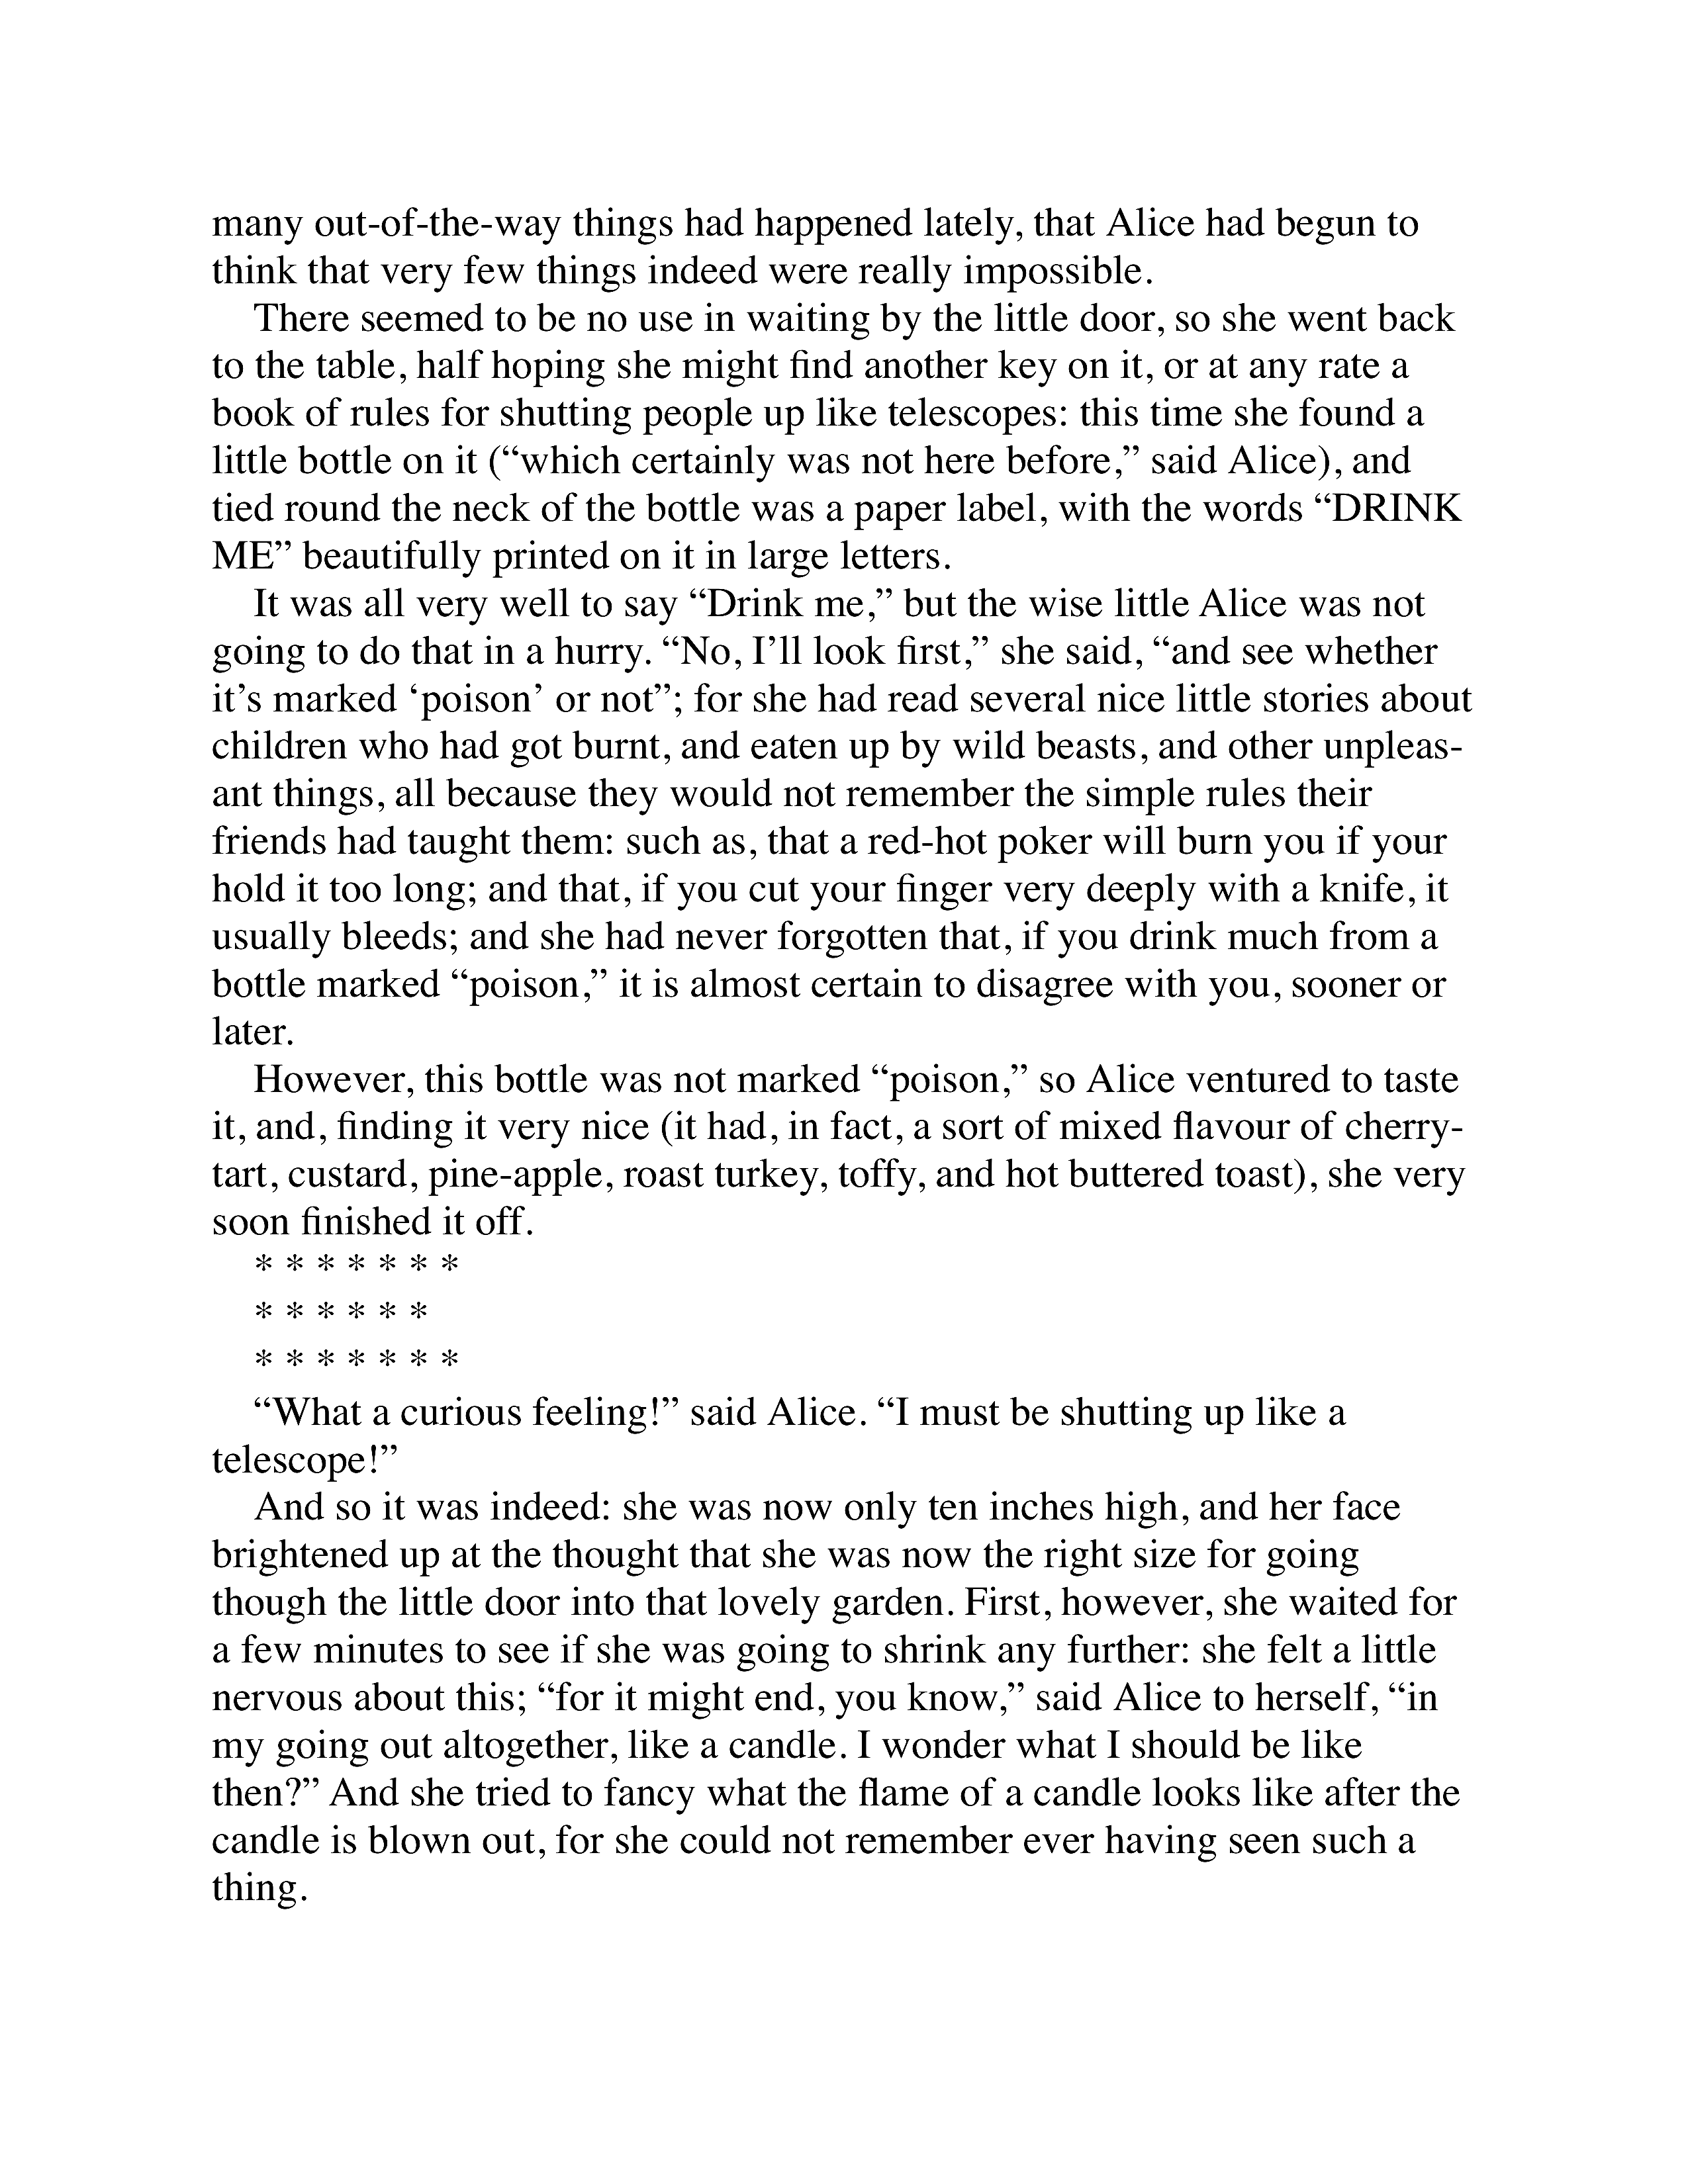 many out-of-the-way things had happened lately, that Alice had begun to
think that very few things indeed were really impossible.
There seemed to be no use in waiting by the little door, so she went back
to the table, half hoping she might find another key on it, or at any rate a
book of rules for shutting people up like telescopes: this time she found a
little bottle on it (“which certainly was not here before,” said Alice), and
tied round the neck of the bottle was a paper label, with the words “DRINK
ME” beautifully printed on it in large letters.
It was all very well to say “Drink me,” but the wise little Alice was not
going to do that in a hurry. “No, I’ll look first,” she said, “and see whether
it’s marked ‘poison’ or not”; for she had read several nice little stories about
children who had got burnt, and eaten up by wild beasts, and other unpleas-
ant things, all because they would not remember the simple rules their
friends had taught them: such as, that a red-hot poker will burn you if your
hold it too long; and that, if you cut your finger very deeply with a knife, it
usually bleeds; and she had never forgotten that, if you drink much from a
bottle marked “poison,” it is almost certain to disagree with you, sooner or
later.
However, this bottle was not marked “poison,” so Alice ventured to taste
it, and, finding it very nice (it had, in fact, a sort of mixed flavour of cherry-
tart, custard, pine-apple, roast turkey, toffy, and hot buttered toast), she very
soon finished it off.
* * * * * * *
* * * * * *
* * * * * * *
“What a curious feeling!” said Alice. “I must be shutting up like a
telescope!”
And so it was indeed: she was now only ten inches high, and her face
brightened up at the thought that she was now the right size for going
though the little door into that lovely garden. First, however, she waited for
a few minutes to see if she was going to shrink any further: she felt a little
nervous about this; “for it might end, you know,” said Alice to herself, “in
my going out altogether, like a candle. I wonder what I should be like
then?” And she tried to fancy what the flame of a candle looks like after the
candle is blown out, for she could not remember ever having seen such a
thing.